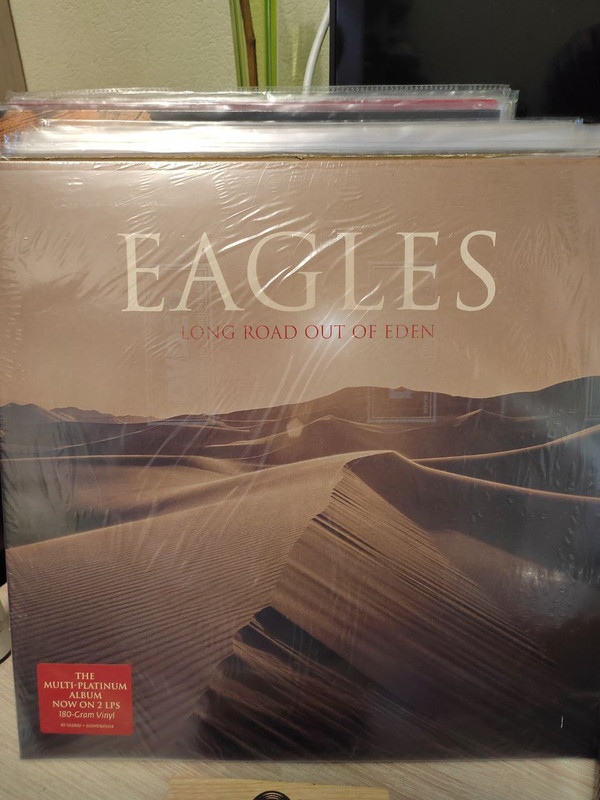 EAGLES
LONG ROAD OUT OF EDEN
THE
MULTI-PLATINUM
ALBUM
NOW ON 2 LPS
180-Gram Vinyl